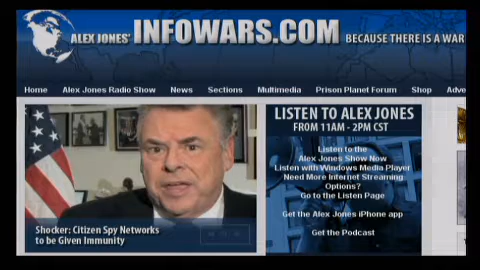 ALEX JONES' INFOWARS.COM BECAUSE THERE IS A WAR
Home Alex Jones Radio Show News Sections Multimedia Prison Planet Forum Shop Adve
LISTEN TO ALEX JONES
FROM 11AM - 2PM CST
Listen to the
Alex Jones Show Now
Listen with Windows Media Player
Need More Internet Streaming
Options?
Go to the Listen Page
Get the Alex Jones iPhone app
Get the Podcast
Shocker: Citizen Spy Networks
to be Given Immunity